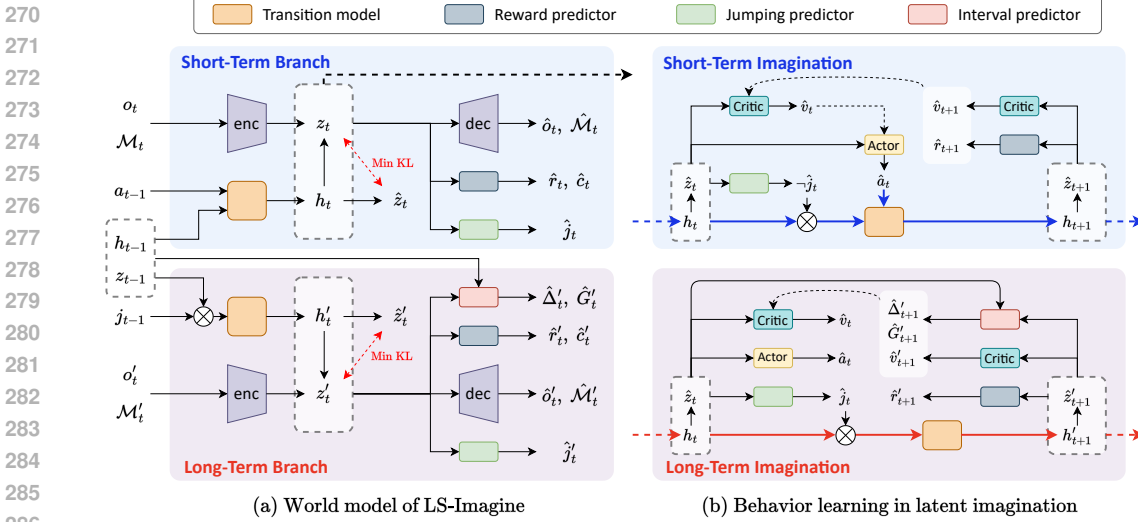 270
271
272
273
274
275
276
277
278
279
280
281
282
283
284
285
Transition model Reward predictor Jumping predictor Interval predictor
Short-Term Branch
o_t
M_t
enc
z_t
dec
ô_t, M̂_t
Min KL
a_{t-1}
h_t
ẑ_t
r̂_t, ĉ_t
ĵ_t
h_{t-1}
z_{t-1}
j_{t-1}
h'_t
ẑ'_t
Δ̂'_t, Ĝ'_t
r̂'_t, ĉ'_t
Min KL
o'_t
M'_t
enc
z'_t
dec
ô'_t, M̂'_t
ĵ'_t
Long-Term Branch
(a) World model of LS-Imagine
Short-Term Imagination
Critic
v̂_t
v̂_{t+1}
Critic
Actor
r̂_{t+1}
ẑ_t
¬ĵ_t
â_t
ẑ_{t+1}
h_t
h_{t+1}
Critic
v̂_t
Δ̂'_{t+1}
Ĝ'_{t+1}
Actor
â_t
v̂'_{t+1}
Critic
ẑ_t
ĵ_t
r̂'_{t+1}
ẑ'_{t+1}
h_t
h'_{t+1}
Long-Term Imagination
(b) Behavior learning in latent imagination